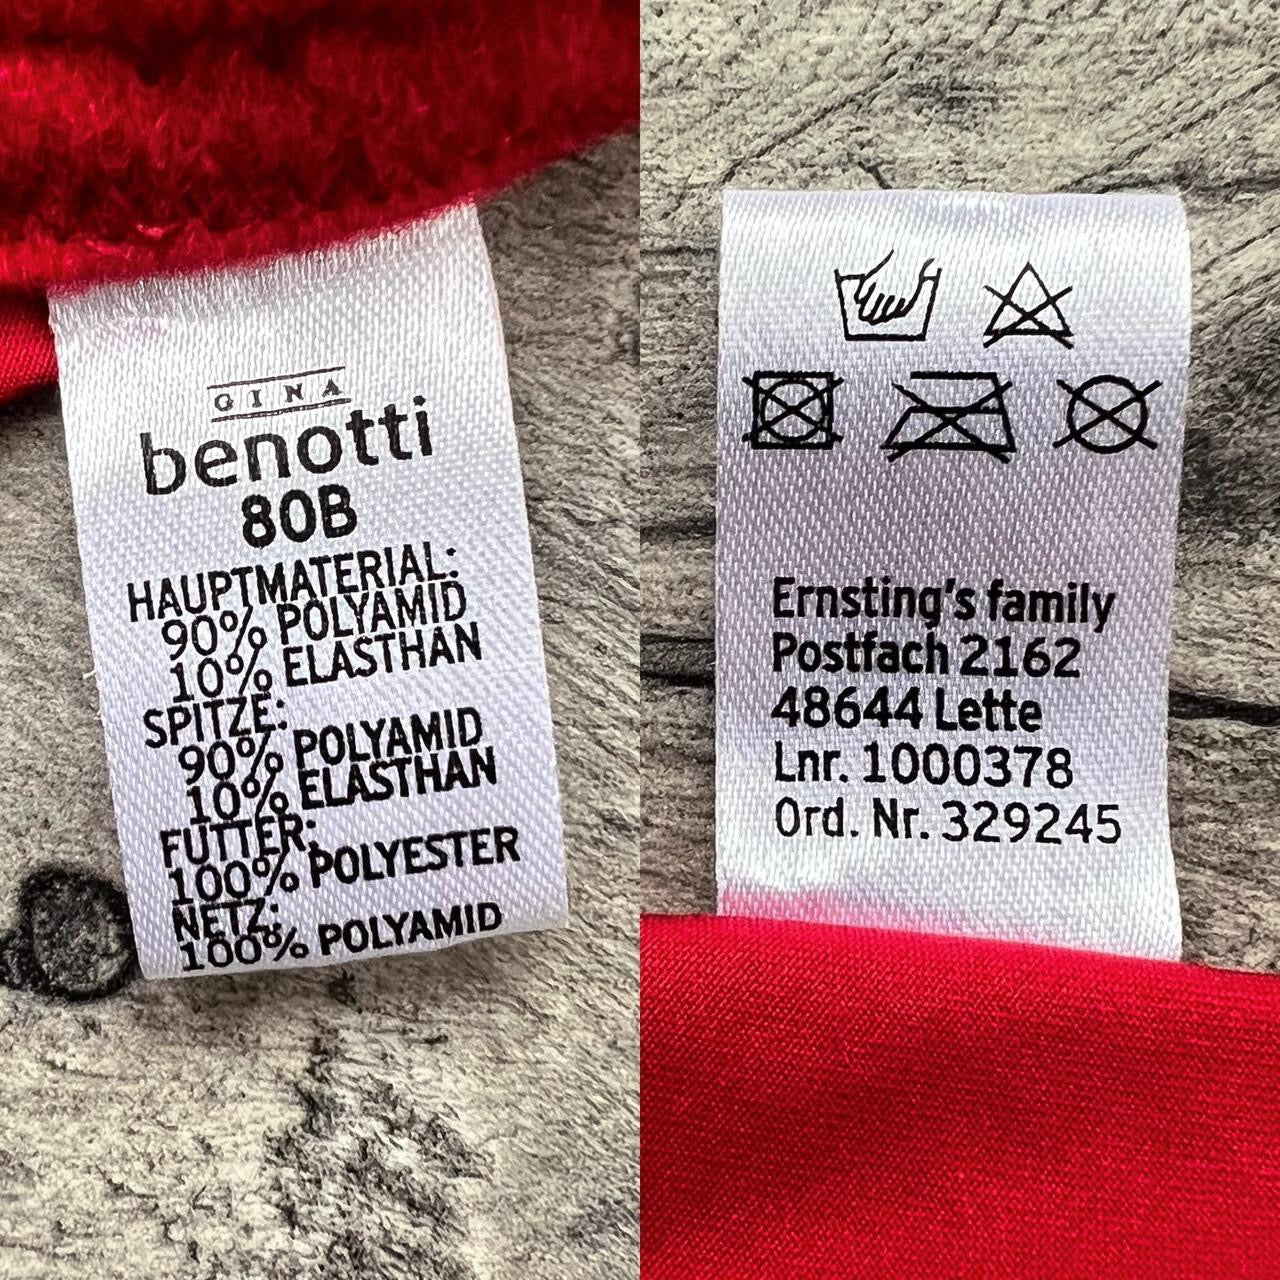 GINA
benotti
80B
HAUPTMATERIAL:
90% POLYAMID
10% ELASTHAN
SPITZE:
90% POLYAMID
10% ELASTHAN
FUTTER:
100% POLYESTER
NETZ:
100% POLYAMID
Ernsting's family
Postfach 2162
48644 Lette
Lnr. 1000378
Ord. Nr. 329245